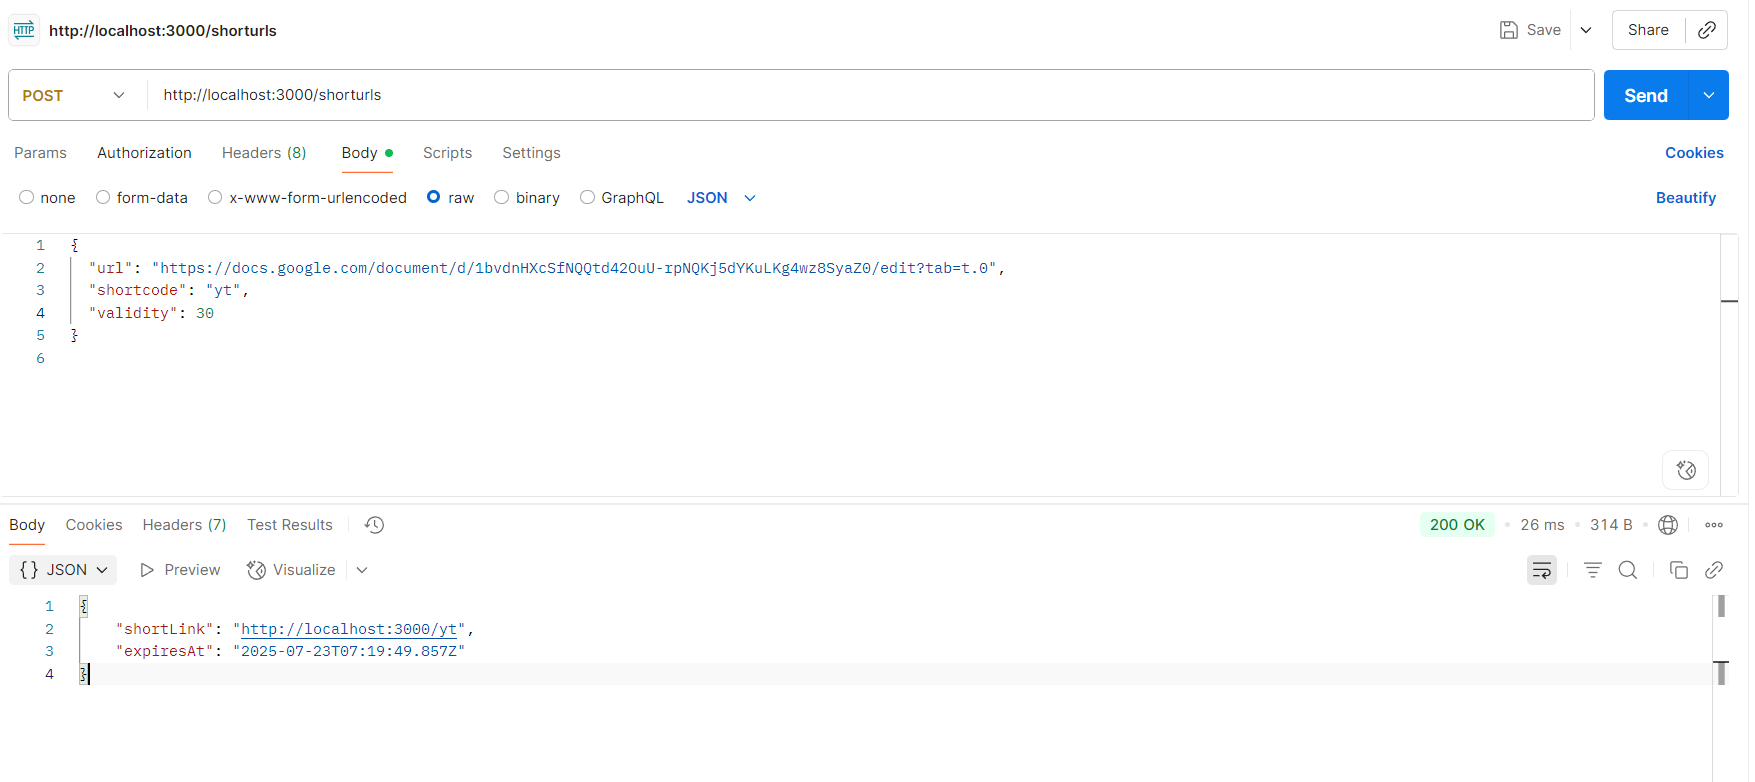 HTTP http://localhost:3000/shorturls Save Share
POST http://localhost:3000/shorturls Send
Params Authorization Headers (8) Body Scripts Settings Cookies
none form-data x-www-form-urlencoded raw binary GraphQL JSON Beautify
1 {
2 "url": "https://docs.google.com/document/d/1bvdnHXcSfNQQtd42OuU-rpNQKj5dYKuLKg4wz8SyaZ0/edit?tab=t.0",
3 "shortcode": "yt",
4 "validity": 30
5 }
6
Body Cookies Headers (7) Test Results 200 OK 26 ms 314 B
{} JSON Preview Visualize
1 {
2 "shortLink": "http://localhost:3000/yt",
3 "expiresAt": "2025-07-23T07:19:49.857Z"
4 }